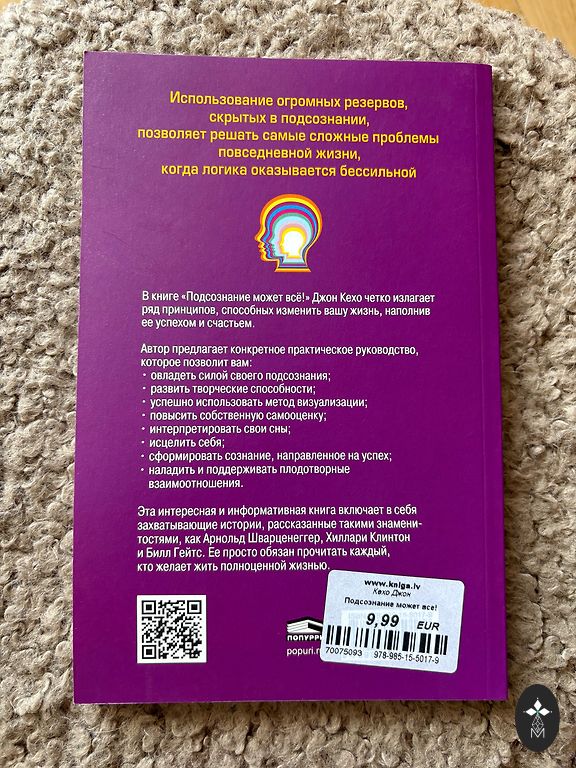 Использование огромных резервов,
скрытых в подсознании,
позволяет решать самые сложные проблемы
повседневной жизни,
когда логика оказывается бессильной
В книге «Подсознание может всё!» Джон Кехо четко излагает
ряд принципов, способных изменить вашу жизнь, наполнив
ее успехом и счастьем.
Автор предлагает конкретное практическое руководство,
которое позволит вам:
• овладеть силой своего подсознания;
• развить творческие способности;
• успешно использовать метод визуализации;
• повысить собственную самооценку;
• интерпретировать свои сны;
• исцелить себя;
• сформировать сознание, направленное на успех;
• наладить и поддерживать плодотворные
взаимоотношения.
Эта интересная и информативная книга включает в себя
захватывающие истории, рассказанные такими знамени-
тостями, как Арнольд Шварценеггер, Хиллари Клинтон
и Билл Гейтс. Ее просто обязан прочитать каждый,
кто желает жить полноценной жизнью.
www.kniga.lv
Кехо Джон
Подсознание может все!
9,99 EUR
70075093 978-985-15-5017-9
ПОПУРРИ
popuri.r
M